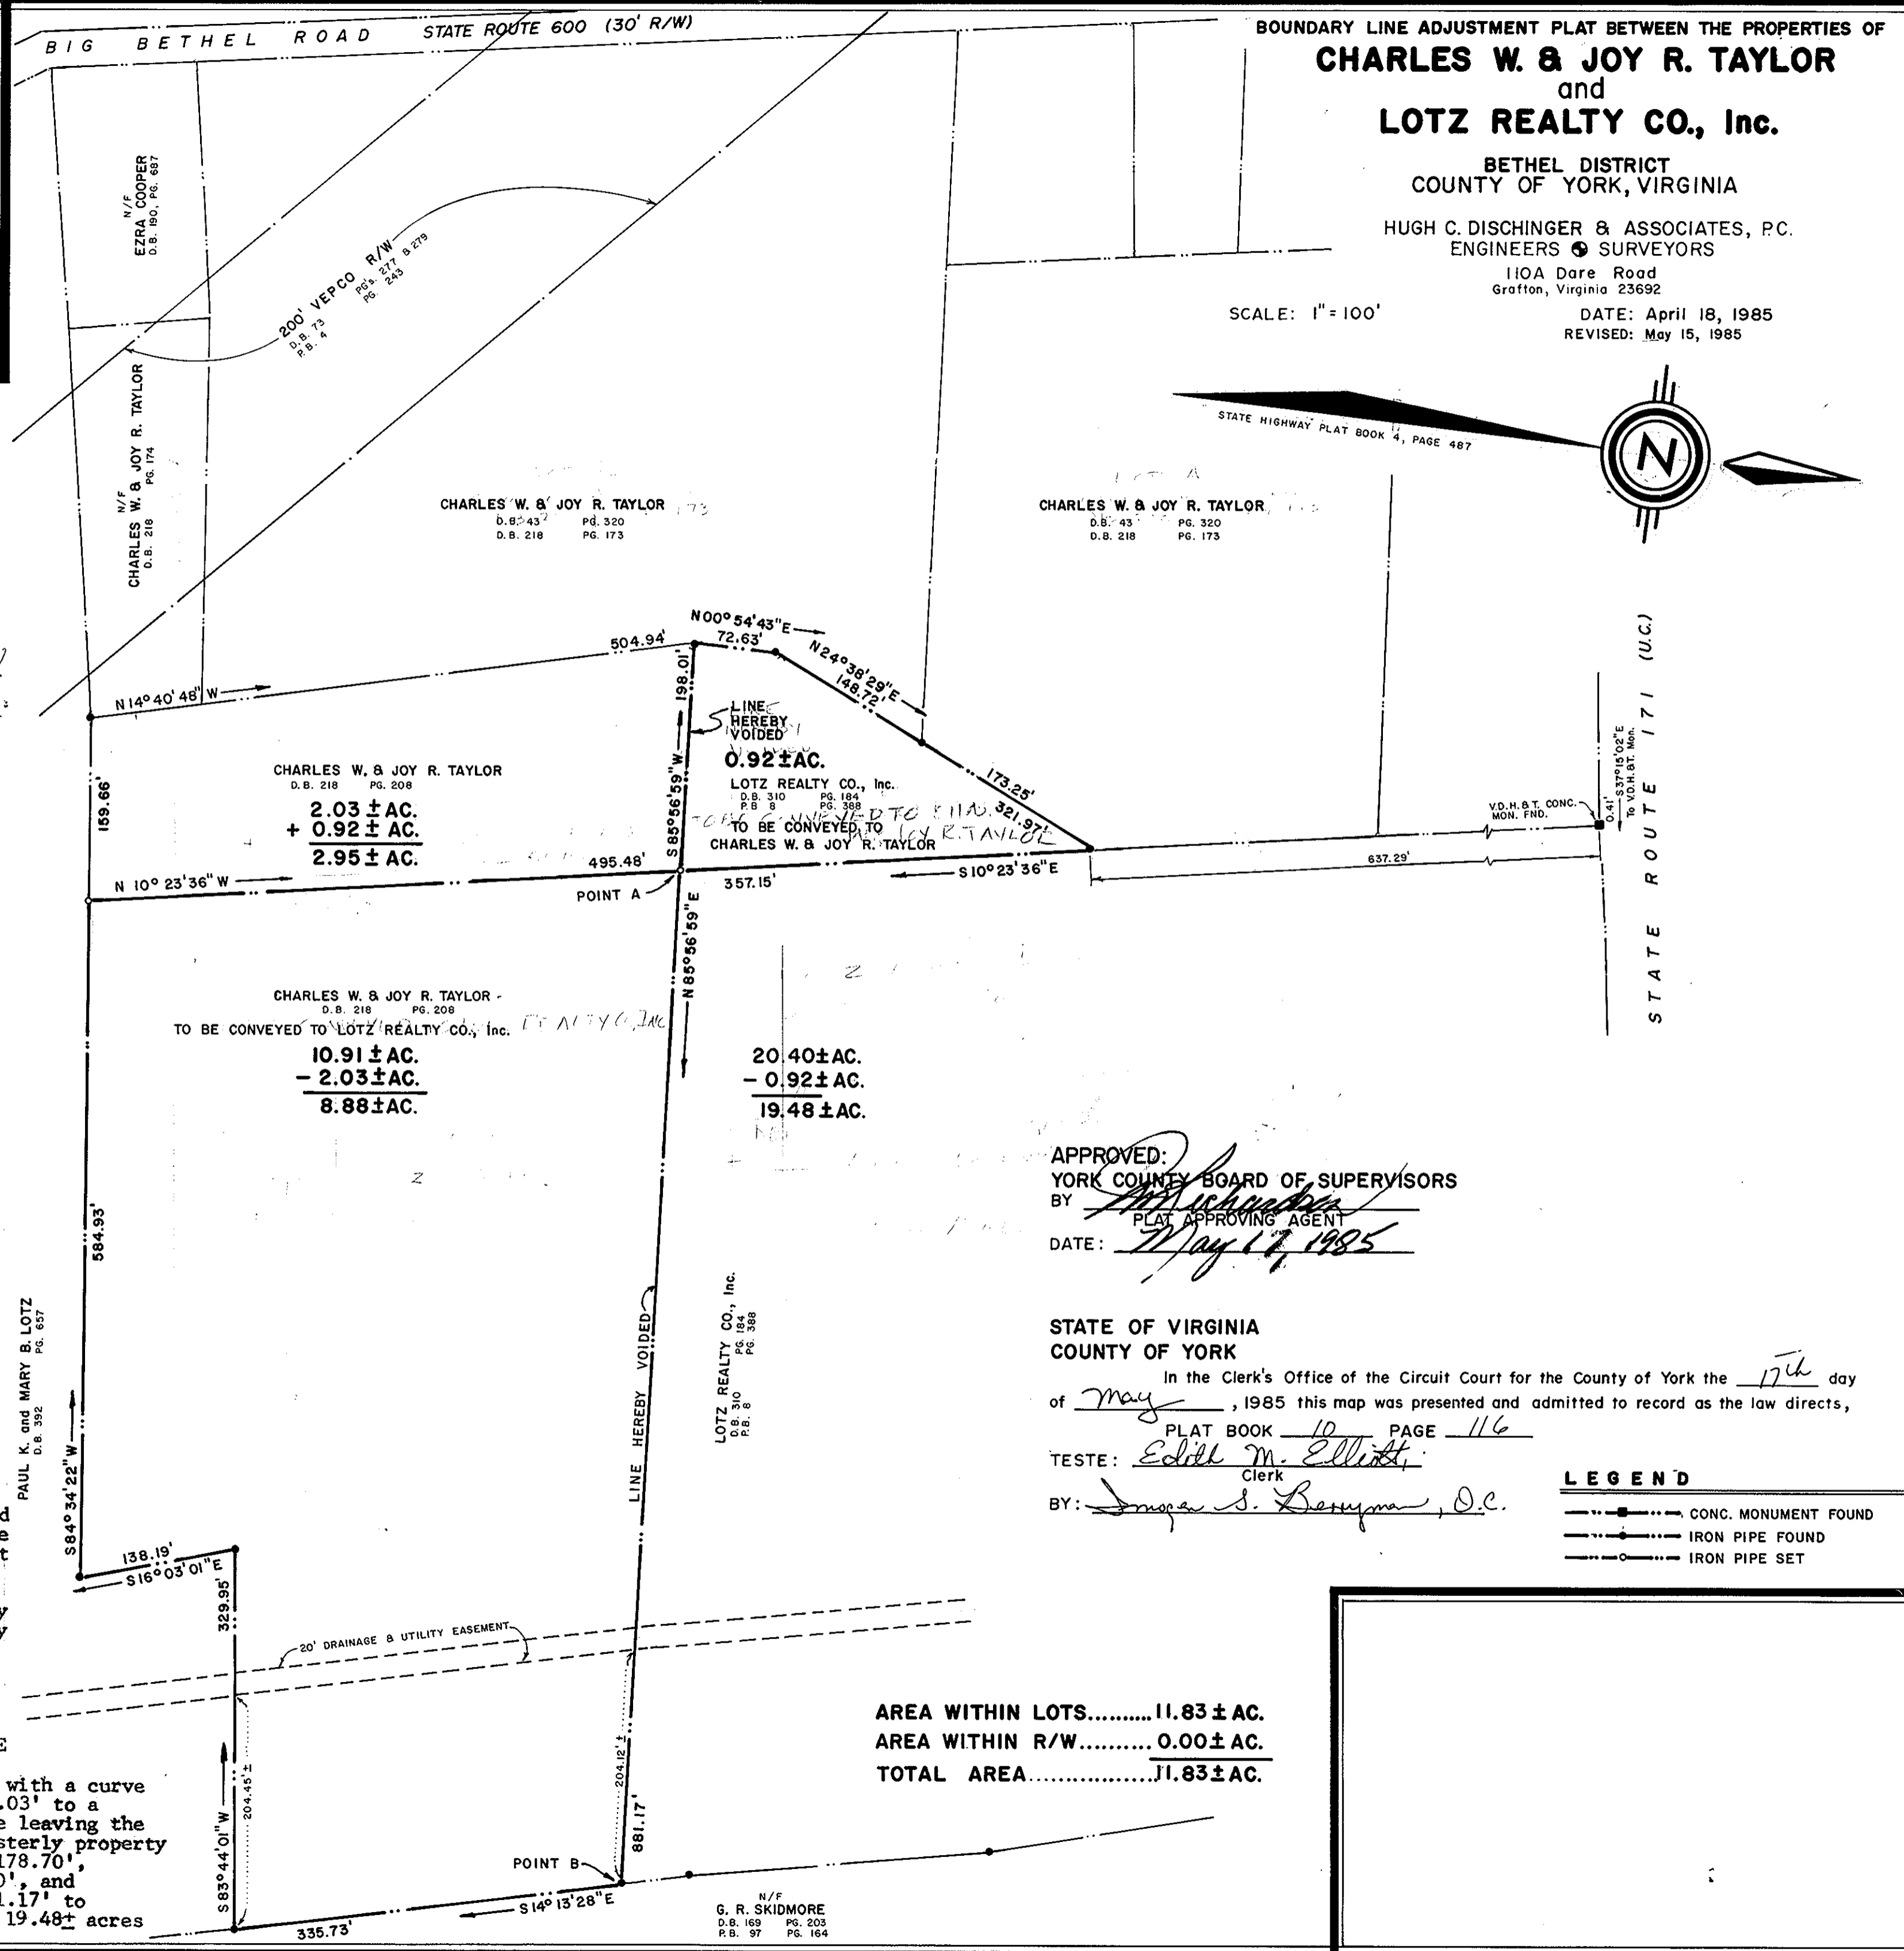 BIG BETHEL ROAD STATE ROUTE 600 (30' R/W)
BOUNDARY LINE ADJUSTMENT PLAT BETWEEN THE PROPERTIES OF
CHARLES W. & JOY R. TAYLOR
and
LOTZ REALTY CO., Inc.
BETHEL DISTRICT
COUNTY OF YORK, VIRGINIA
HUGH C. DISCHINGER & ASSOCIATES, P.C.
ENGINEERS SURVEYORS
110A Dare Road
Grafton, Virginia 23692
SCALE: 1" = 100'
DATE: April 18, 1985
REVISED: May 15, 1985
STATE HIGHWAY PLAT BOOK 4, PAGE 487
N
N/F
EZRA COOPER
D.B. 190, PG. 687
200' VEPCO R/W
D.B. 73 PG's. 277 & 279
P.B. 4 PG. 243
N/F
CHARLES W. & JOY R. TAYLOR
D.B. 218 PG. 174
CHARLES W. & JOY R. TAYLOR
D.B. 43 PG. 320
D.B. 218 PG. 173
CHARLES W. & JOY R. TAYLOR
D.B. 43 PG. 320
D.B. 218 PG. 173
N14°40'48"W
504.94'
N00°54'43"E
72.63'
N24°38'29"E
148.72'
173.25'
321.97'
S85°56'59"W
198.01'
LINE
HEREBY
VOIDED
0.92±AC.
LOTZ REALTY CO., Inc.
D.B. 310 PG. 184
P.B 8 PG. 388
TO BE CONVEYED TO
CHARLES W. & JOY R. TAYLOR
159.66'
CHARLES W. & JOY R. TAYLOR
D.B. 218 PG. 208
2.03 ± AC.
+ 0.92 ± AC.
2.95 ± AC.
N 10°23'36" W
495.48'
POINT A
357.15'
S10°23'36"E
637.29'
V.D.H.& T. CONC.
MON. FND.
0.41'
S37°15'02"E
To V.D.H.&T. Mon.
STATE ROUTE 171 (U.C.)
N85°56'59"E
CHARLES W. & JOY R. TAYLOR
D.B. 218 PG. 208
TO BE CONVEYED TO LOTZ REALTY CO., Inc.
10.91 ± AC.
- 2.03±AC.
8.88±AC.
20.40±AC.
- 0.92±AC.
19.48 ± AC.
584.93'
S84°34'22"W
PAUL K. and MARY B. LOTZ
D.B. 392 PG. 657
LINE HEREBY VOIDED
LOTZ REALTY CO., Inc.
D.B. 310 PG. 184
P.B. 8 PG. 388
APPROVED:
YORK COUNTY BOARD OF SUPERVISORS
BY
PLAT APPROVING AGENT
DATE: May 17, 1985
STATE OF VIRGINIA
COUNTY OF YORK
In the Clerk's Office of the Circuit Court for the County of York the 17th day
of May, 1985 this map was presented and admitted to record as the law directs,
PLAT BOOK 10 PAGE 116
TESTE: Edith M. Elliott,
Clerk
BY: Imogen S. Berryman, D.C.
LEGEND
CONC. MONUMENT FOUND
IRON PIPE FOUND
IRON PIPE SET
138.19'
S16°03'01"E
329.95'
20' DRAINAGE & UTILITY EASEMENT
S83°44'01"W
204.45'±
204.12'±
881.17'
POINT B
S14°13'28"E
335.73'
N/F
G. R. SKIDMORE
D.B. 169 PG. 203
P.B. 97 PG. 164
AREA WITHIN LOTS..........11.83 ± AC.
AREA WITHIN R/W.......... 0.00± AC.
TOTAL AREA..................11.83±AC.
with a curve
.03' to a
leaving the
sterly property
178.70',
, and
.17' to
19.48± acres